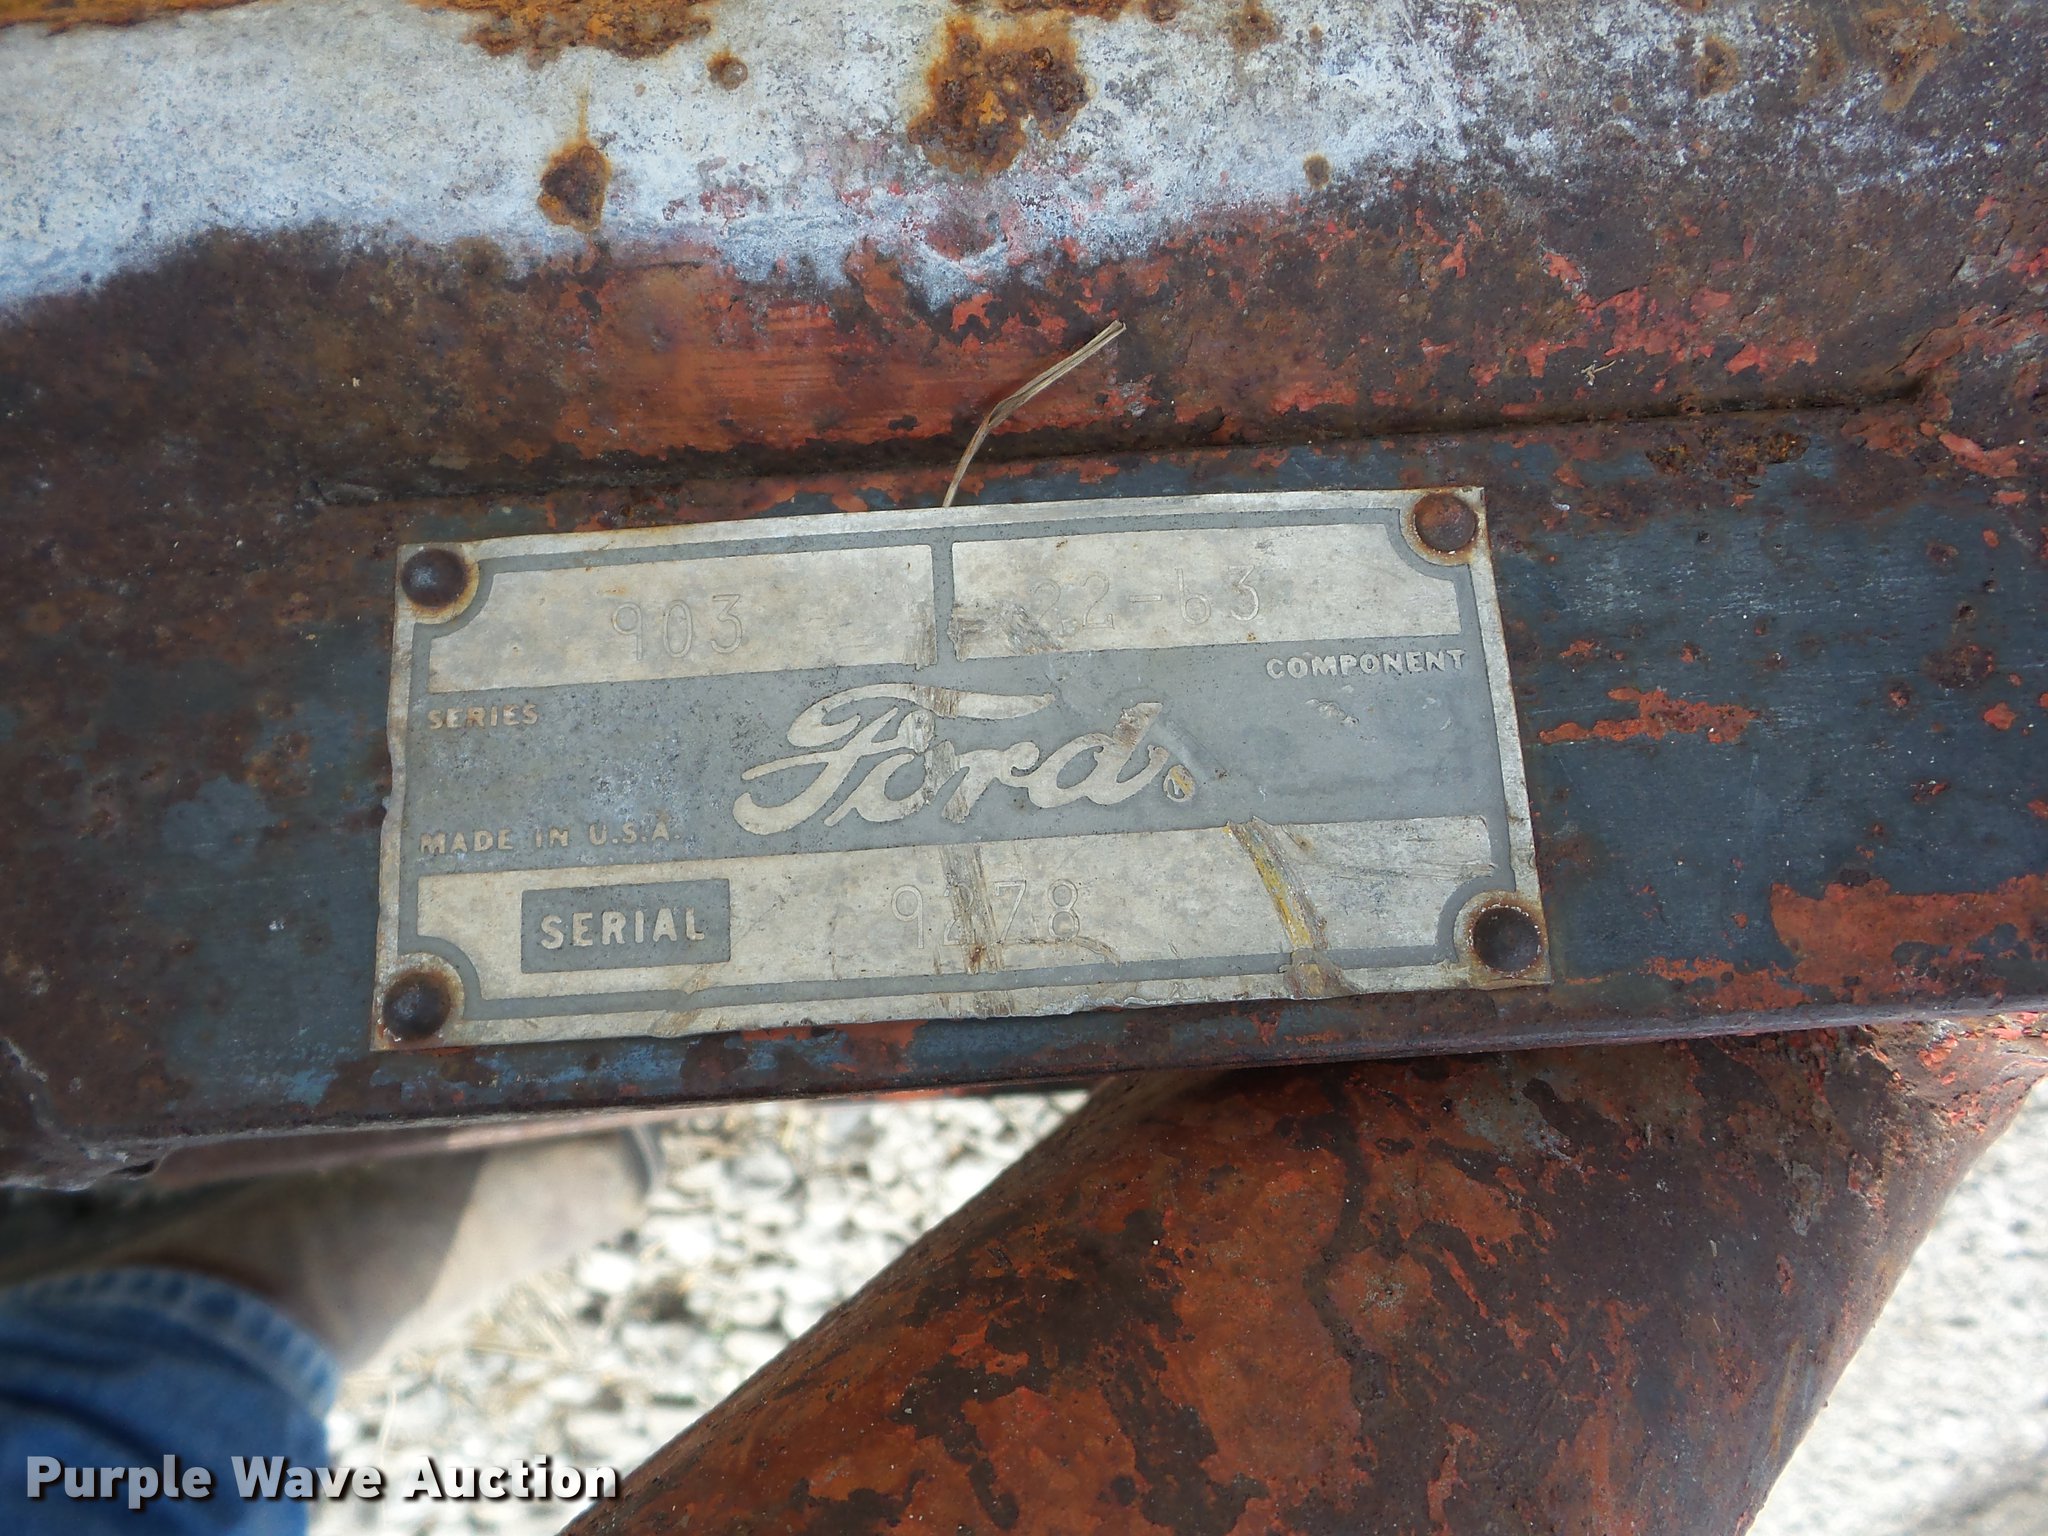 903 22-63
SERIES COMPONENT
Ford
MADE IN U.S.A.
SERIAL 9278
Purple Wave Auction